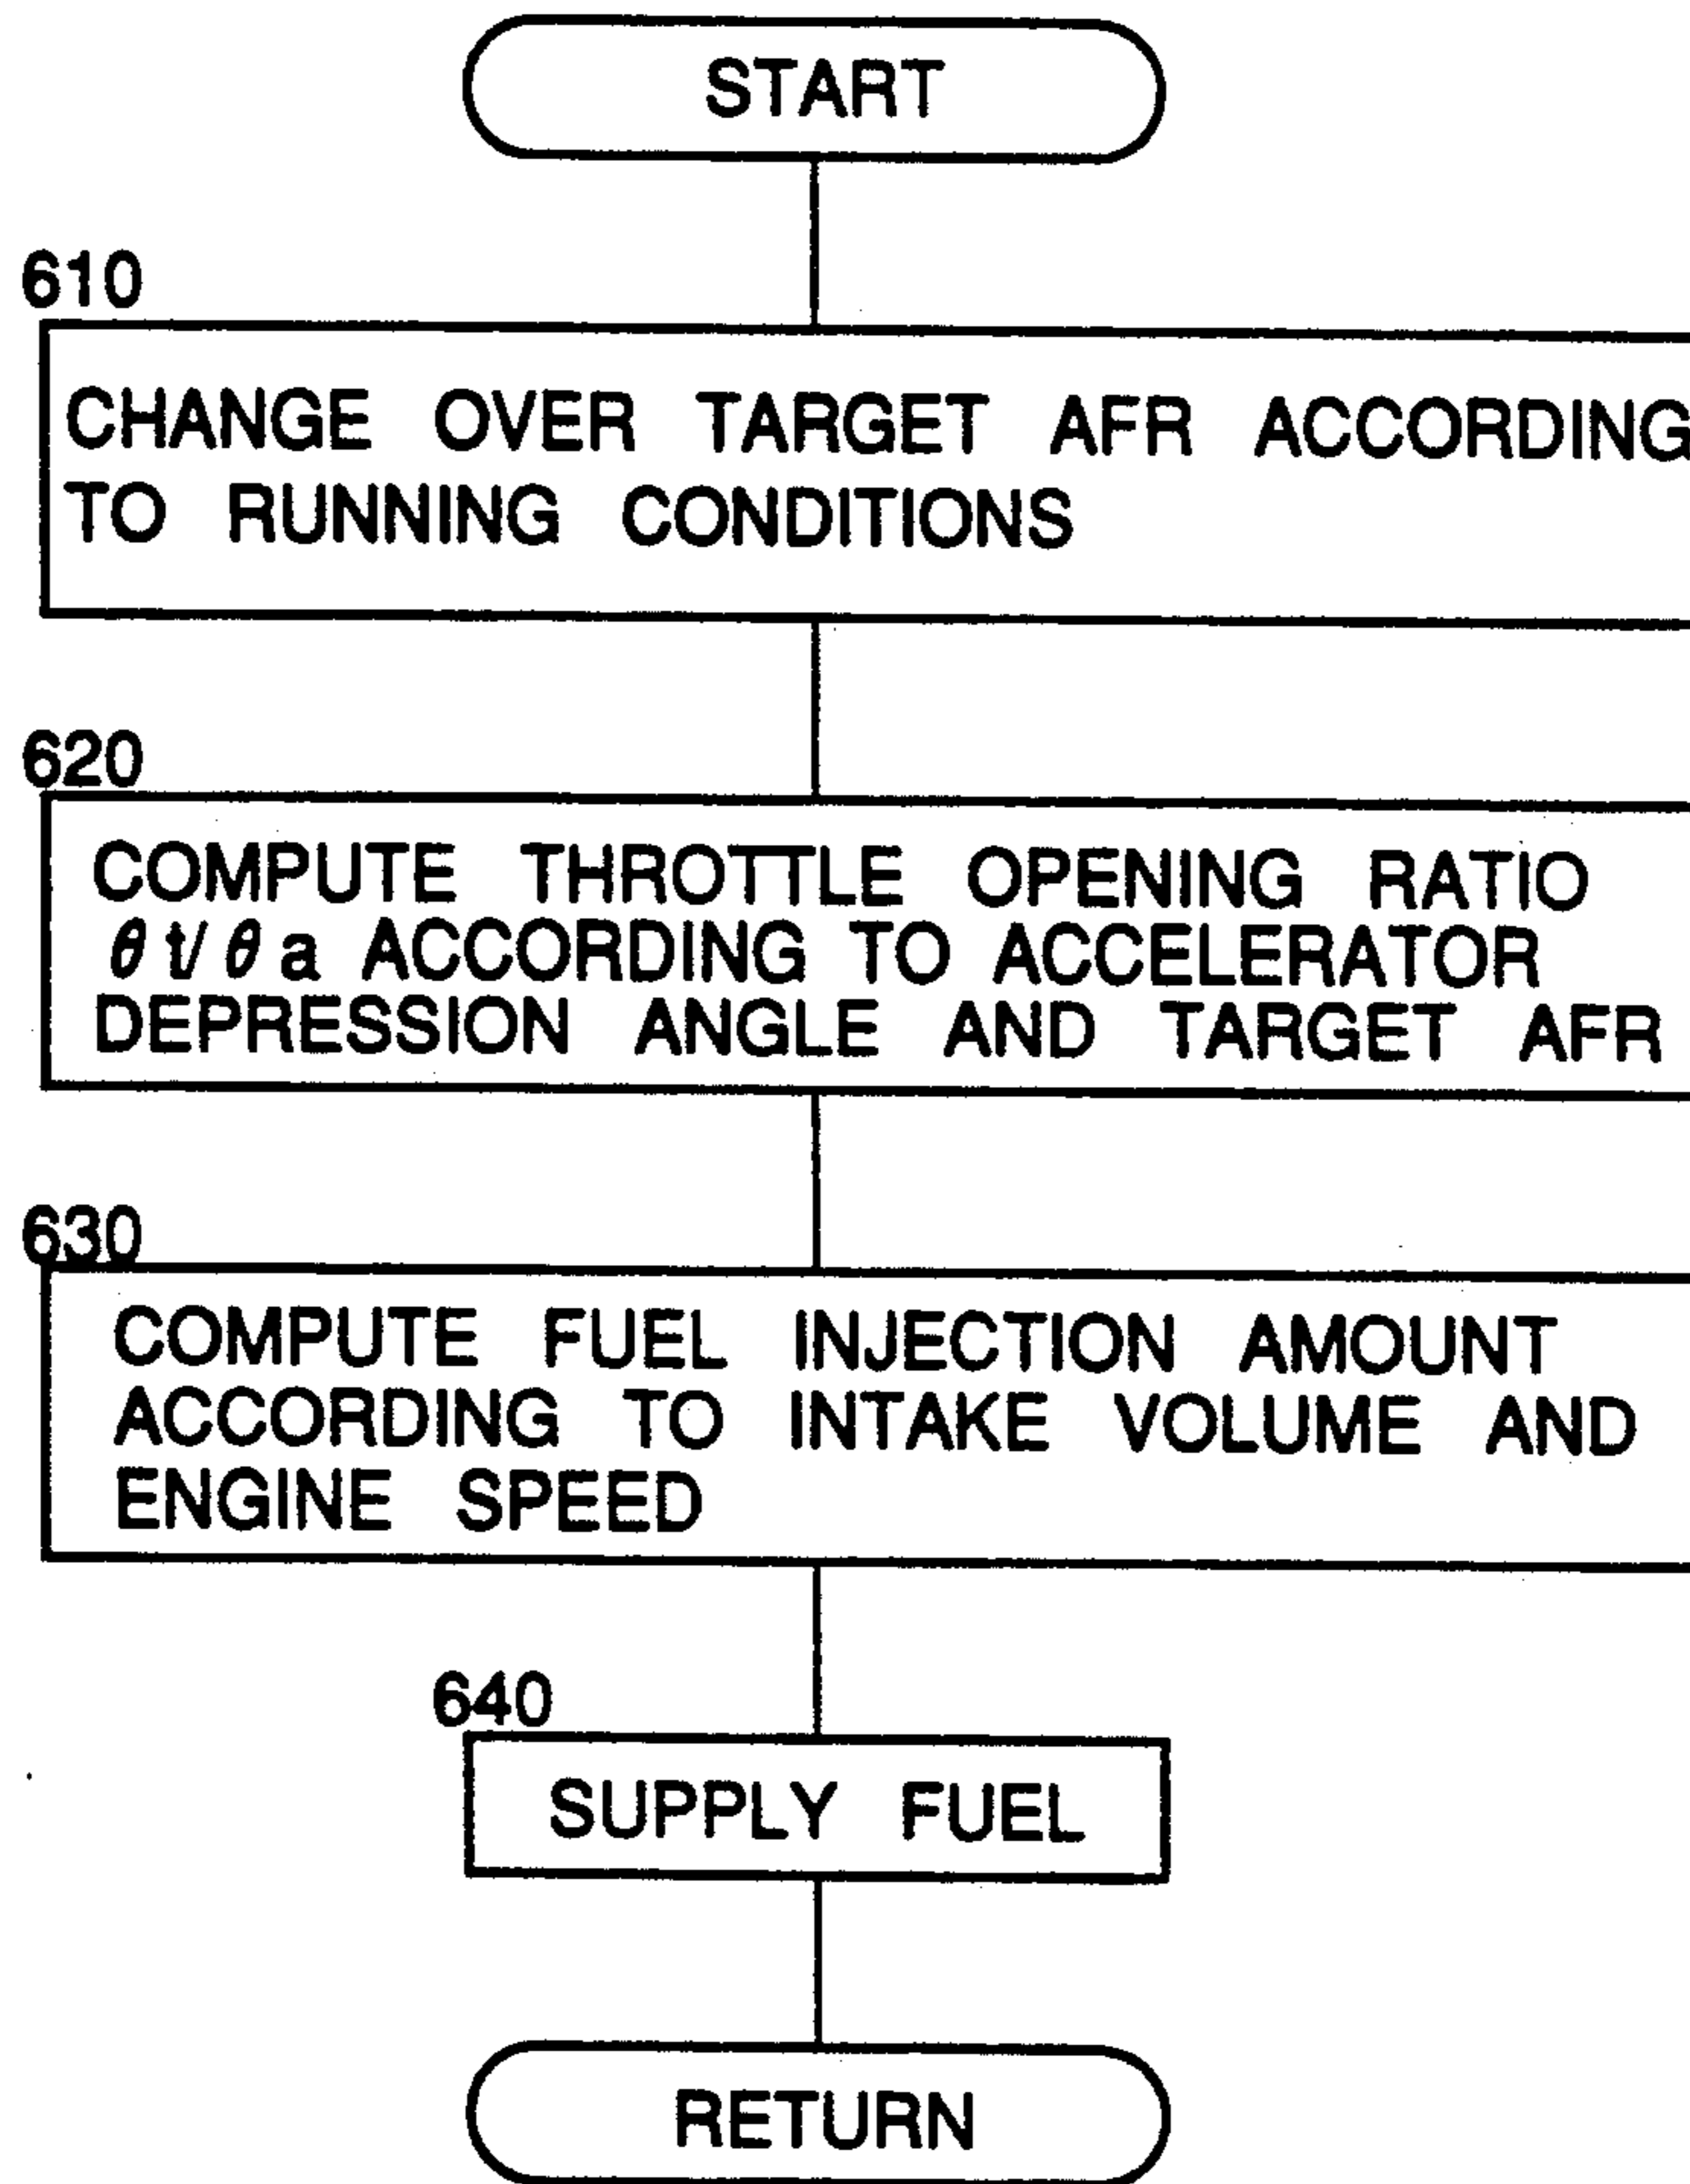 START
610
CHANGE OVER TARGET AFR ACCORDING
TO RUNNING CONDITIONS
620
COMPUTE THROTTLE OPENING RATIO
θt/θa ACCORDING TO ACCELERATOR
DEPRESSION ANGLE AND TARGET AFR
630
COMPUTE FUEL INJECTION AMOUNT
ACCORDING TO INTAKE VOLUME AND
ENGINE SPEED
640
SUPPLY FUEL
RETURN